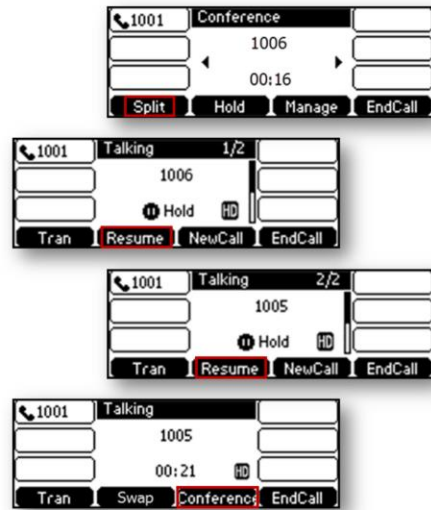 1001 Conference
1006
00:16
Split Hold Manage EndCall
1001 Talking 1/2
1006
Hold HD
Tran Resume NewCall EndCall
1001 Talking 2/2
1005
Hold HD
Tran Resume NewCall EndCall
1001 Talking
1005
00:21 HD
Tran Swap Conference EndCall